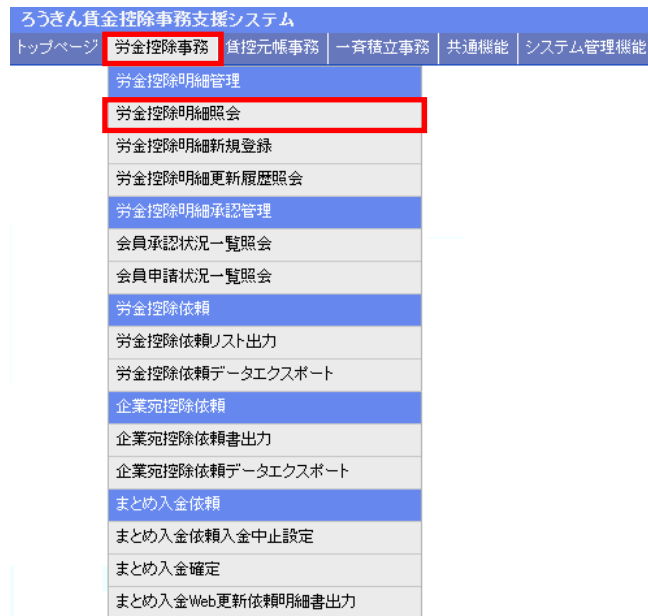 ろうきん賃金控除事務支援システム
トップページ 労金控除事務 賃控元帳事務 一斉積立事務 共通機能 システム管理機能
労金控除明細管理
労金控除明細照会
労金控除明細新規登録
労金控除明細更新履歴照会
労金控除明細承認管理
会員承認状況一覧照会
会員申請状況一覧照会
労金控除依頼
労金控除依頼リスト出力
労金控除依頼データエクスポート
企業宛控除依頼
企業宛控除依頼書出力
企業宛控除依頼データエクスポート
まとめ入金依頼
まとめ入金依頼入金中止設定
まとめ入金確定
まとめ入金Web更新依頼明細書出力